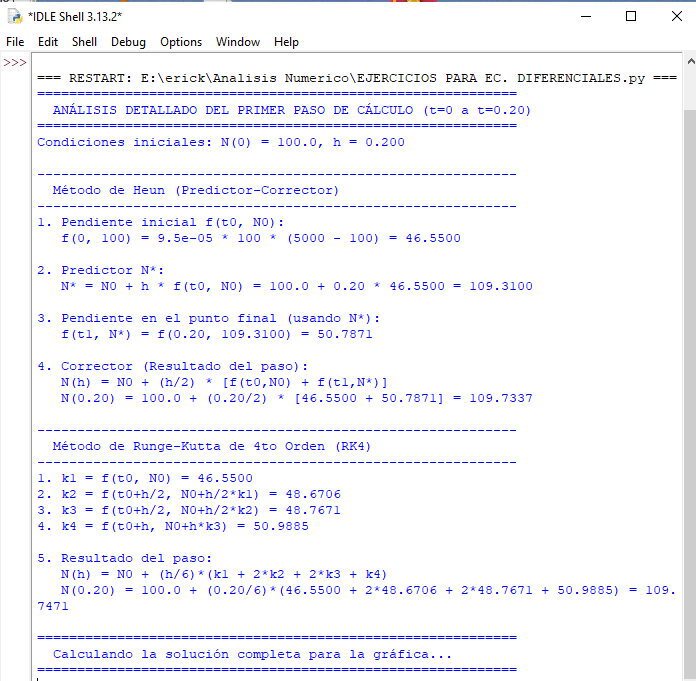 *IDLE Shell 3.13.2*
File Edit Shell Debug Options Window Help
>>>
=== RESTART: E:\erick\Analisis Numerico\EJERCICIOS PARA EC. DIFERENCIALES.py ===
============================================================
ANÁLISIS DETALLADO DEL PRIMER PASO DE CÁLCULO (t=0 a t=0.20)
============================================================
Condiciones iniciales: N(0) = 100.0, h = 0.200
------------------------------------------------------------
Método de Heun (Predictor-Corrector)
------------------------------------------------------------
1. Pendiente inicial f(t0, N0):
f(0, 100) = 9.5e-05 * 100 * (5000 - 100) = 46.5500
2. Predictor N*:
N* = N0 + h * f(t0, N0) = 100.0 + 0.20 * 46.5500 = 109.3100
3. Pendiente en el punto final (usando N*):
f(t1, N*) = f(0.20, 109.3100) = 50.7871
4. Corrector (Resultado del paso):
N(h) = N0 + (h/2) * [f(t0,N0) + f(t1,N*)]
N(0.20) = 100.0 + (0.20/2) * [46.5500 + 50.7871] = 109.7337
------------------------------------------------------------
Método de Runge-Kutta de 4to Orden (RK4)
------------------------------------------------------------
1. k1 = f(t0, N0) = 46.5500
2. k2 = f(t0+h/2, N0+h/2*k1) = 48.6706
3. k3 = f(t0+h/2, N0+h/2*k2) = 48.7671
4. k4 = f(t0+h, N0+h*k3) = 50.9885
5. Resultado del paso:
N(h) = N0 + (h/6)*(k1 + 2*k2 + 2*k3 + k4)
N(0.20) = 100.0 + (0.20/6)*(46.5500 + 2*48.6706 + 2*48.7671 + 50.9885) = 109.
7471
============================================================
Calculando la solución completa para la gráfica...
============================================================